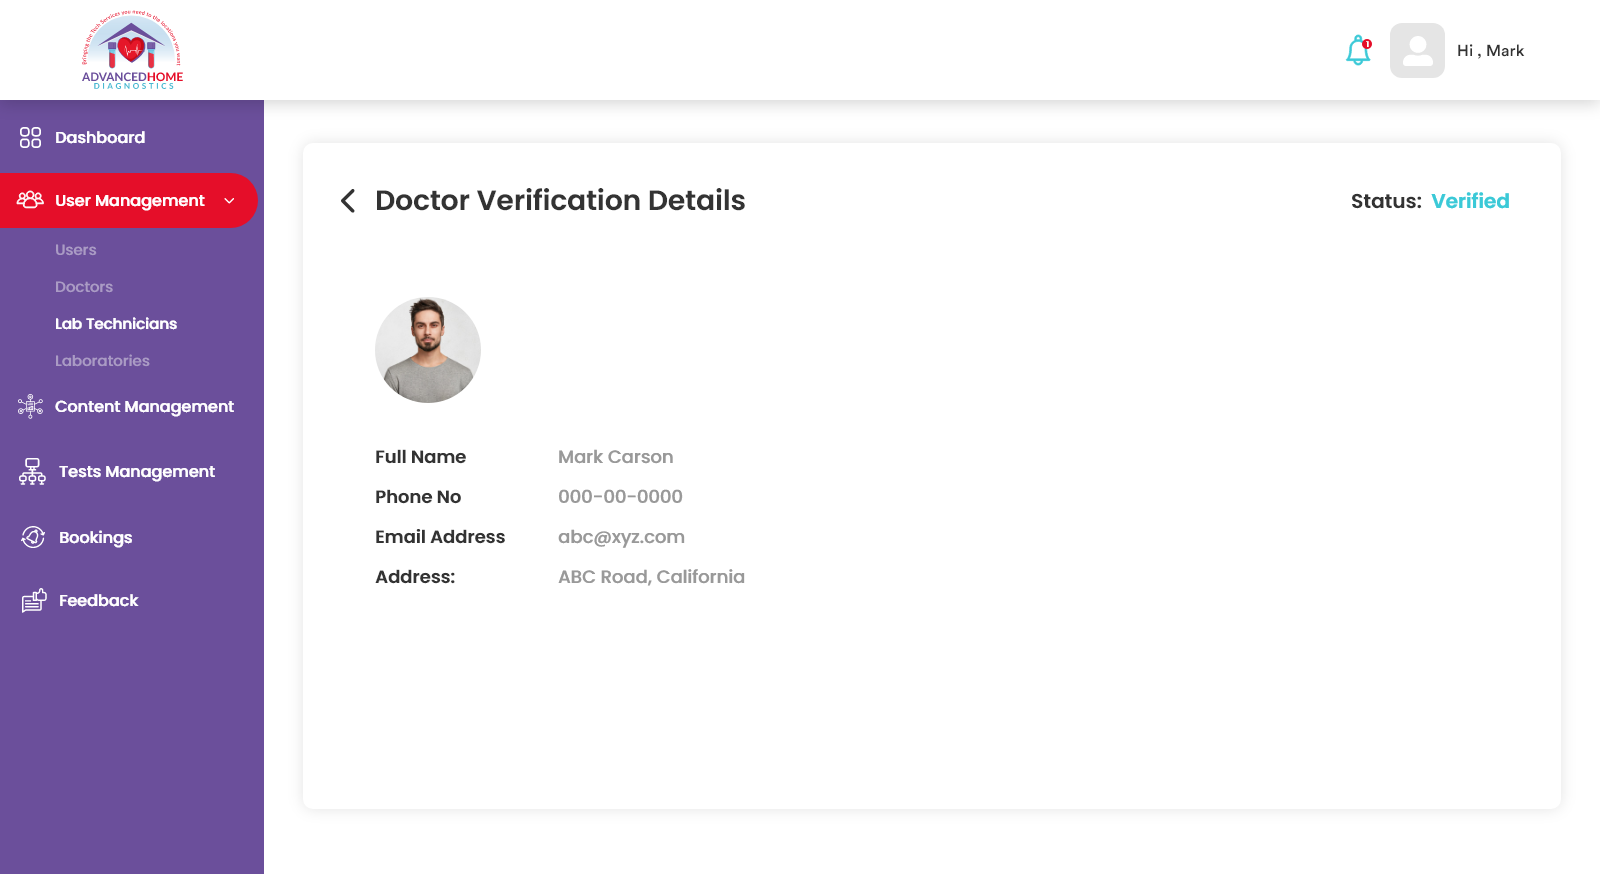 Bringing the Tech Services you need to the locations you want
ADVANCEDHOME
DIAGNOSTICS
1
Hi , Mark
Dashboard
User Management
Users
Doctors
Lab Technicians
Laboratories
Content Management
Tests Management
Bookings
Feedback
Doctor Verification Details
Status: Verified
Full Name Mark Carson
Phone No 000-00-0000
Email Address abc@xyz.com
Address: ABC Road, California